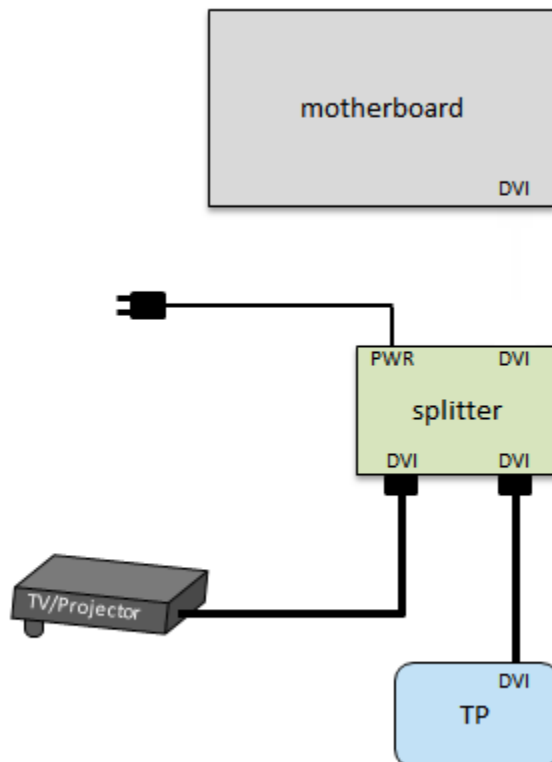 motherboard
DVI
PWR DVI
splitter
DVI DVI
TV/Projector
DVI
TP